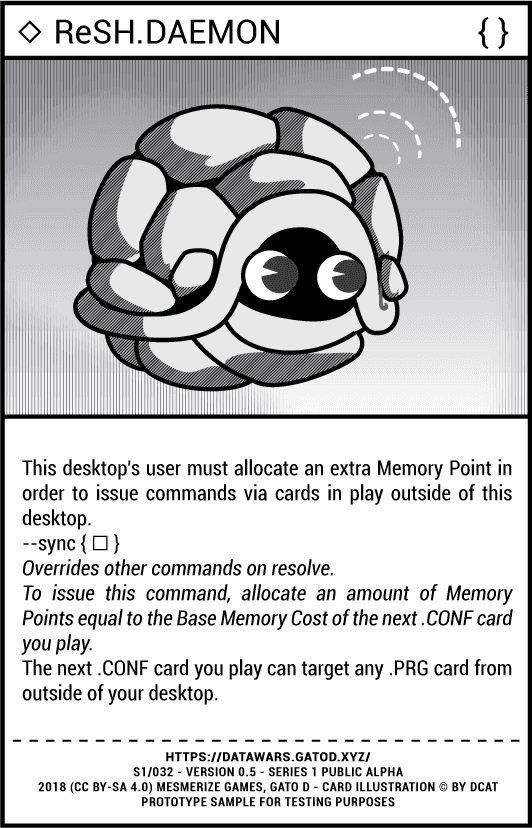 ◇ ReSH.DAEMON { }
This desktop's user must allocate an extra Memory Point in
order to issue commands via cards in play outside of this
desktop.
--sync { □ }
Overrides other commands on resolve.
To issue this command, allocate an amount of Memory
Points equal to the Base Memory Cost of the next .CONF card
you play.
The next .CONF card you play can target any .PRG card from
outside of your desktop.
HTTPS://DATAWARS.GATOD.XYZ/
S1/032 - VERSION 0.5 - SERIES 1 PUBLIC ALPHA
2018 (CC BY-SA 4.0) MESMERIZE GAMES, GATO D - CARD ILLUSTRATION © BY DCAT
PROTOTYPE SAMPLE FOR TESTING PURPOSES